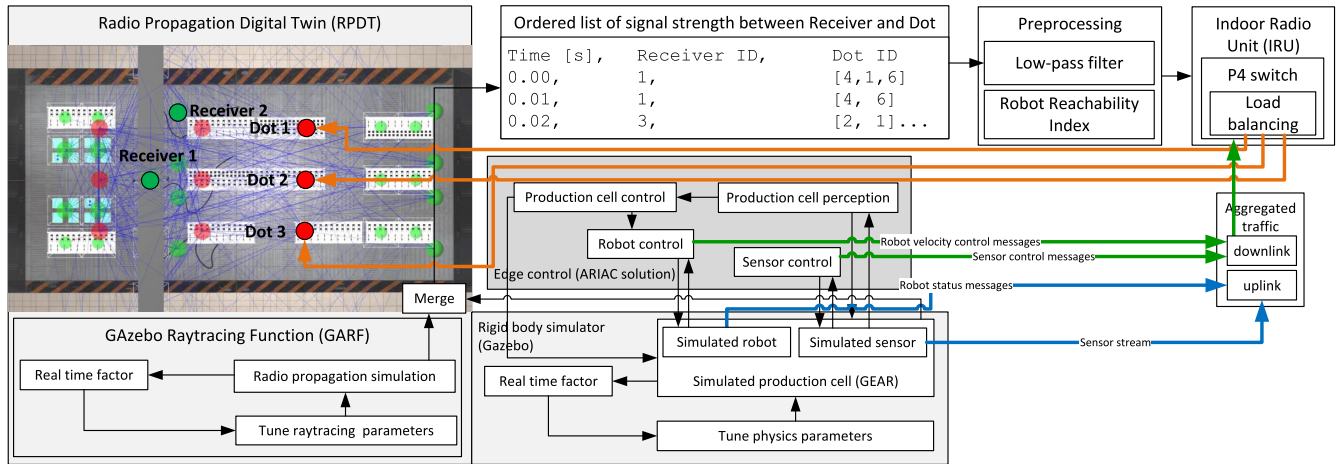 Radio Propagation Digital Twin (RPDT)
Receiver 2
Dot 1
Receiver 1
Dot 2
Dot 3
Merge
GAzebo Raytracing Function (GARF)
Real time factor
Radio propagation simulation
Tune raytracing parameters
Ordered list of signal strength between Receiver and Dot
Time [s], Receiver ID, Dot ID
0.00, 1, [4,1,6]
0.01, 1, [4, 6]
0.02, 3, [2, 1]...
Preprocessing
Low-pass filter
Robot Reachability
Index
Indoor Radio
Unit (IRU)
P4 switch
Load
balancing
Production cell control
Production cell perception
Robot control
Sensor control
Edge control (ARIAC solution)
Robot velocity control messages
Sensor control messages
Robot status messages
Sensor stream
Aggregated
traffic
downlink
uplink
Rigid body simulator
(Gazebo)
Simulated robot
Simulated sensor
Simulated production cell (GEAR)
Real time factor
Tune physics parameters